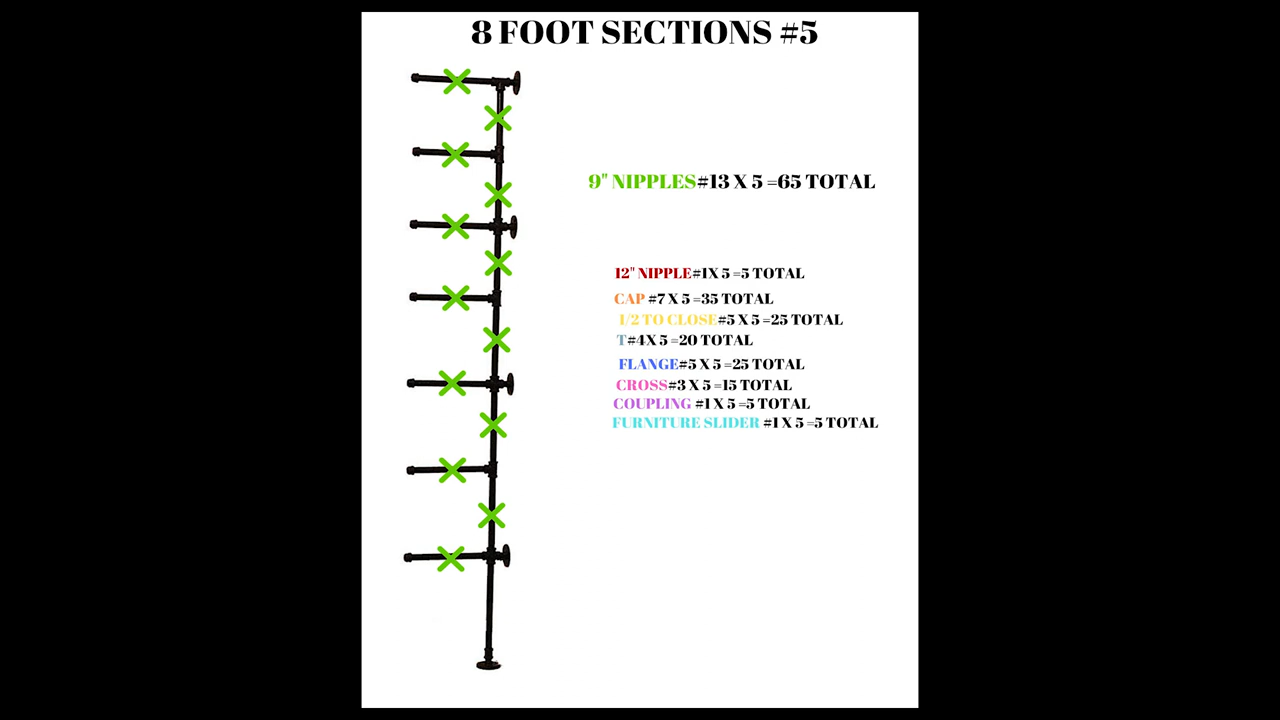 8 FOOT SECTIONS #5
9" NIPPLES#13 X 5 =65 TOTAL
12" NIPPLE#1X 5 =5 TOTAL
CAP #7 X 5 =35 TOTAL
1/2 TO CLOSE#5 X 5 =25 TOTAL
T#4X 5 =20 TOTAL
FLANGE#5 X 5 =25 TOTAL
CROSS#3 X 5 =15 TOTAL
COUPLING #1 X 5 =5 TOTAL
FURNITURE SLIDER #1 X 5 =5 TOTAL